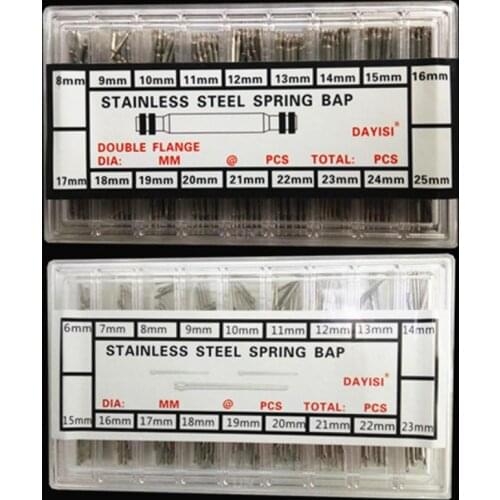 8mm 9mm 10mm 11mm 12mm 13mm 14mm 15mm 16mm
STAINLESS STEEL SPRING BAP
DAYISI
DOUBLE FLANGE
DIA: MM @ PCS TOTAL: PCS
17mm 18mm 19mm 20mm 21mm 22mm 23mm 24mm 25mm
6mm 7mm 8mm 9mm 10mm 11mm 12mm 13mm 14mm
STAINLESS STEEL SPRING BAP
DAYISI
DIA: MM @ PCS TOTAL: PCS
15mm 16mm 17mm 18mm 19mm 20mm 21mm 22mm 23mm